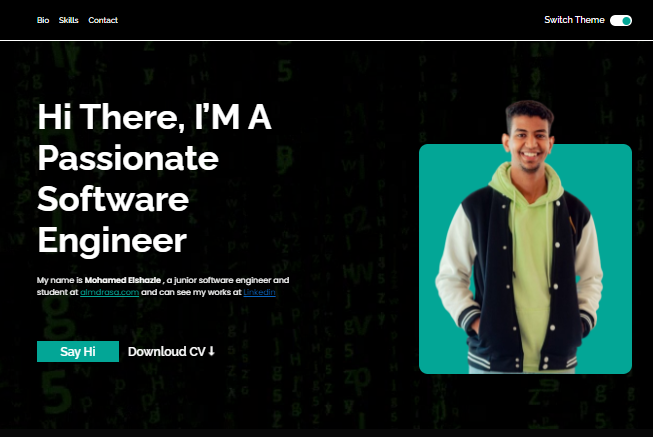 Bio Skills Contact Switch Theme
Hi There, I'M A
Passionate
Software
Engineer
My name is Mohamed Elshazle , a junior software engineer and
student at almdrasa.com and can see my works at Linkedin
Say Hi Downloud CV